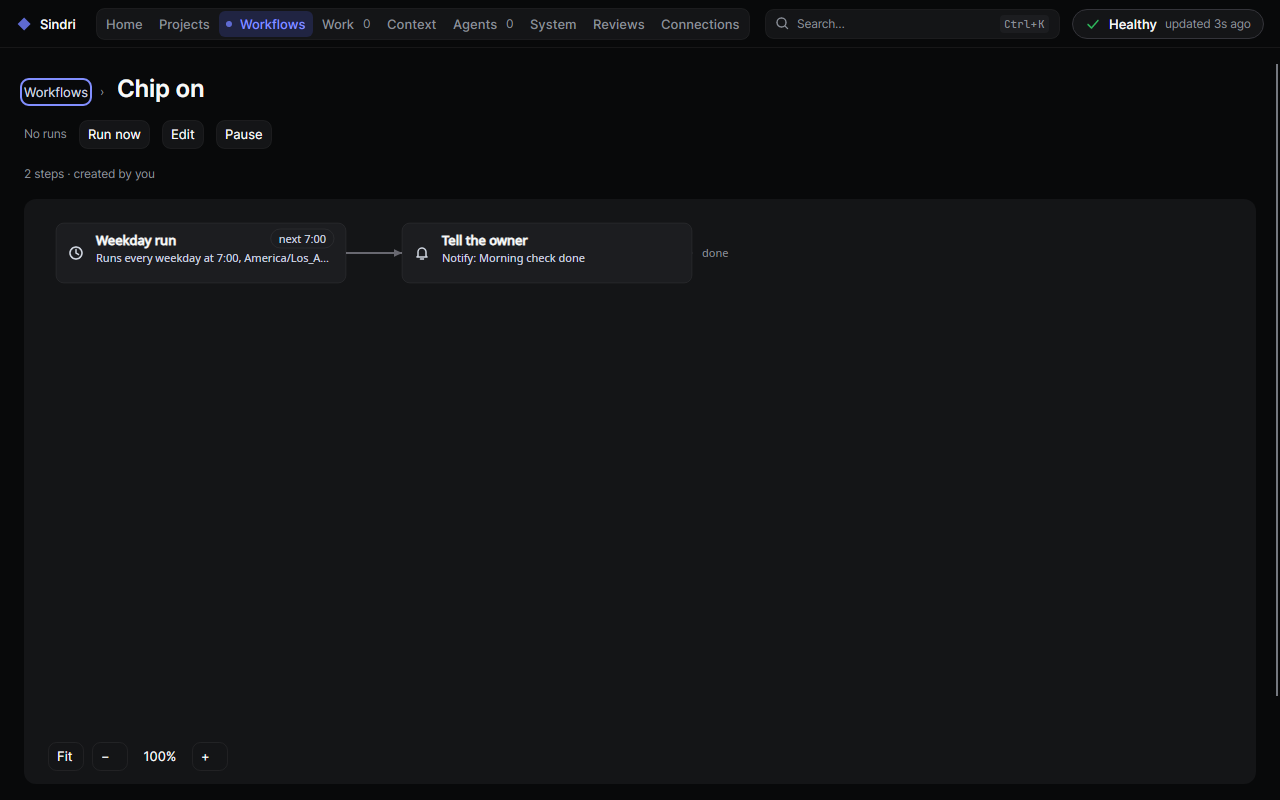 Sindri Home Projects Workflows Work 0 Context Agents 0 System Reviews Connections Search... Ctrl+K Healthy updated 3s ago
Workflows › Chip on
No runs Run now Edit Pause
2 steps · created by you
Weekday run next 7:00
Runs every weekday at 7:00, America/Los_A...
Tell the owner
Notify: Morning check done
done
Fit − 100% +